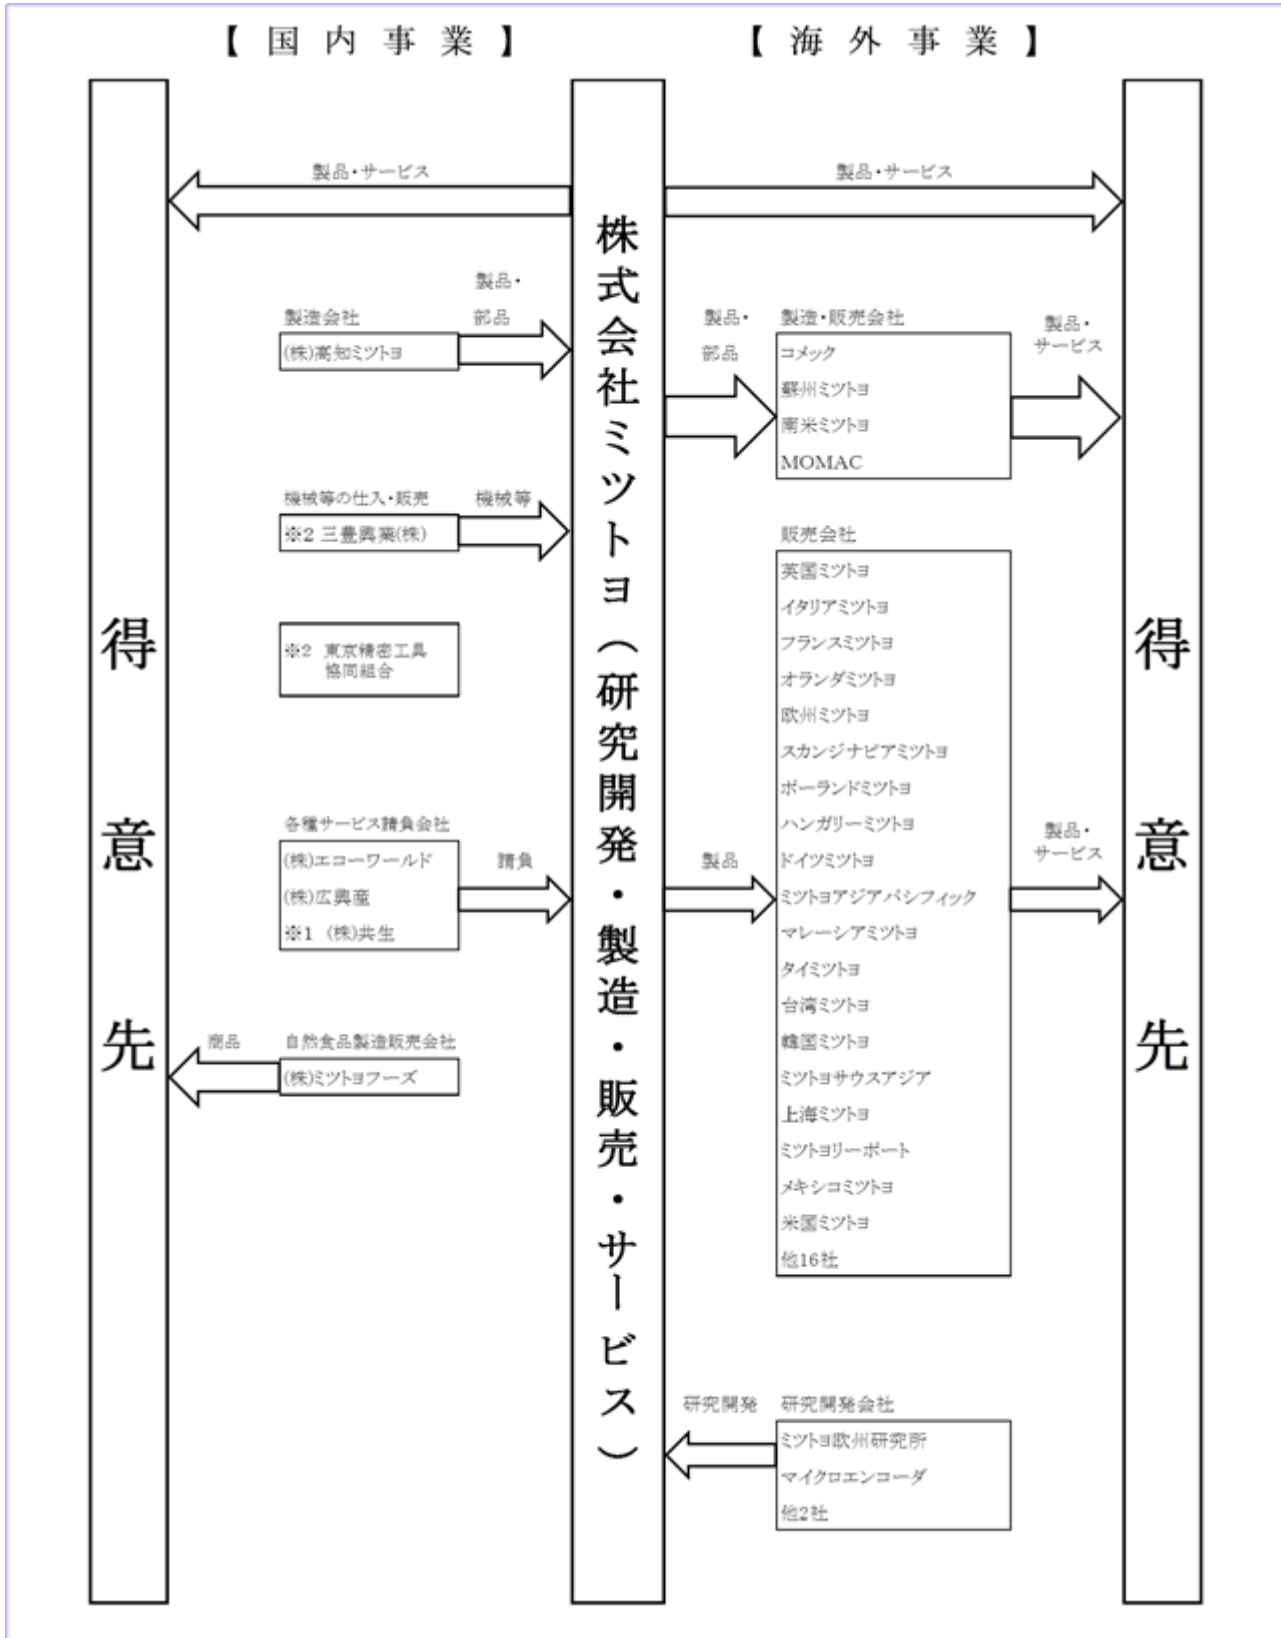 【国内事業】
【海外事業】
得意先
製品・サービス
製造会社
(株)高知ミツトヨ
製品・
部品
機械等の仕入・販売
※2 三豊興業(株)
機械等
※2 東京精密工具
協同組合
各種サービス請負会社
(株)エコーワールド
(株)広興産
※1 (株)共生
請負
商品
自然食品製造販売会社
(株)ミツトヨフーズ
株式会社ミツトヨ(研究開発・製造・販売・サービス)
製品・サービス
製品・
部品
製造・販売会社
コメック
蘇州ミツトヨ
南米ミツトヨ
MOMAC
製品・
サービス
販売会社
英国ミツトヨ
イタリアミツトヨ
フランスミツトヨ
オランダミツトヨ
欧州ミツトヨ
スカンジナビアミツトヨ
ポーランドミツトヨ
ハンガリーミツトヨ
ドイツミツトヨ
ミツトヨアジアパシフィック
マレーシアミツトヨ
タイミツトヨ
台湾ミツトヨ
韓国ミツトヨ
ミツトヨサウスアジア
上海ミツトヨ
ミツトヨリーポート
メキシコミツトヨ
米国ミツトヨ
他16社
製品
製品・
サービス
研究開発
研究開発会社
ミツトヨ欧州研究所
マイクロエンコーダ
他2社
得意先